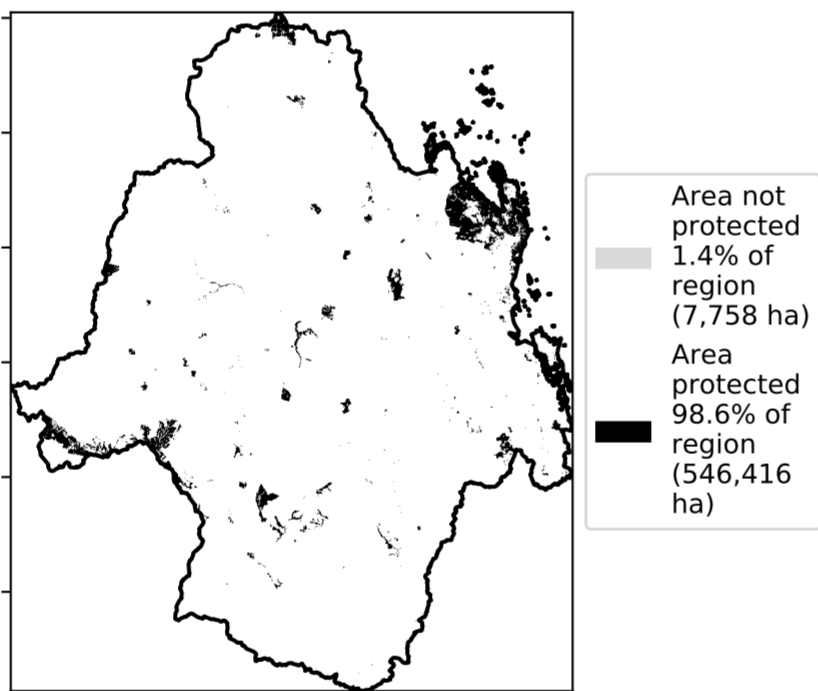 Area not
protected
1.4% of
region
(7,758 ha)
Area
protected
98.6% of
region
(546,416
ha)